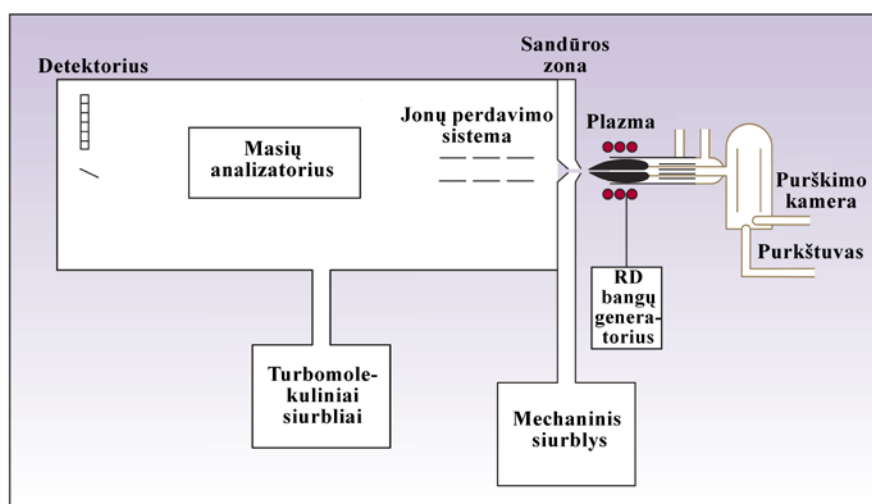 Detektorius
Masių
analizatorius
Jonų perdavimo
sistema
Sandūros
zona
Plazma
Purškimo
kamera
Purkštuvas
RD
bangų
genera-
torius
Turbomole-
kuliniai
siurbliai
Mechaninis
siurblys